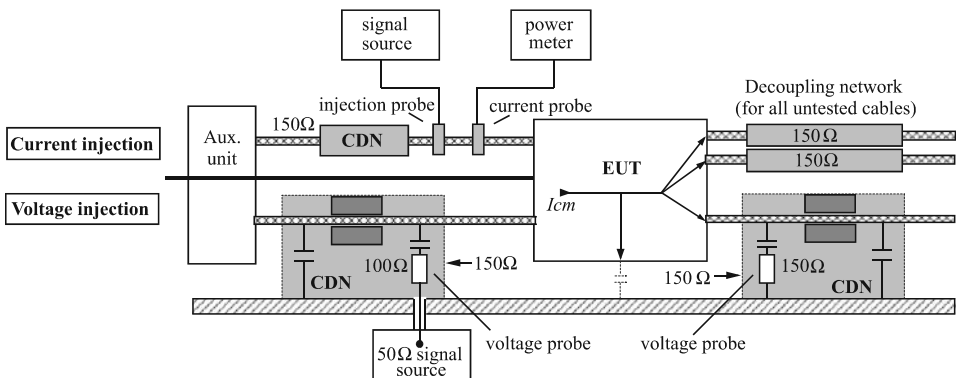 signal
source
power
meter
Decoupling network
(for all untested cables)
injection probe
current probe
150Ω
Current injection
Aux.
unit
CDN
150Ω
150Ω
EUT
Voltage injection
Icm
100Ω
150Ω
150Ω
150Ω
CDN
CDN
voltage probe
voltage probe
50Ω signal
source